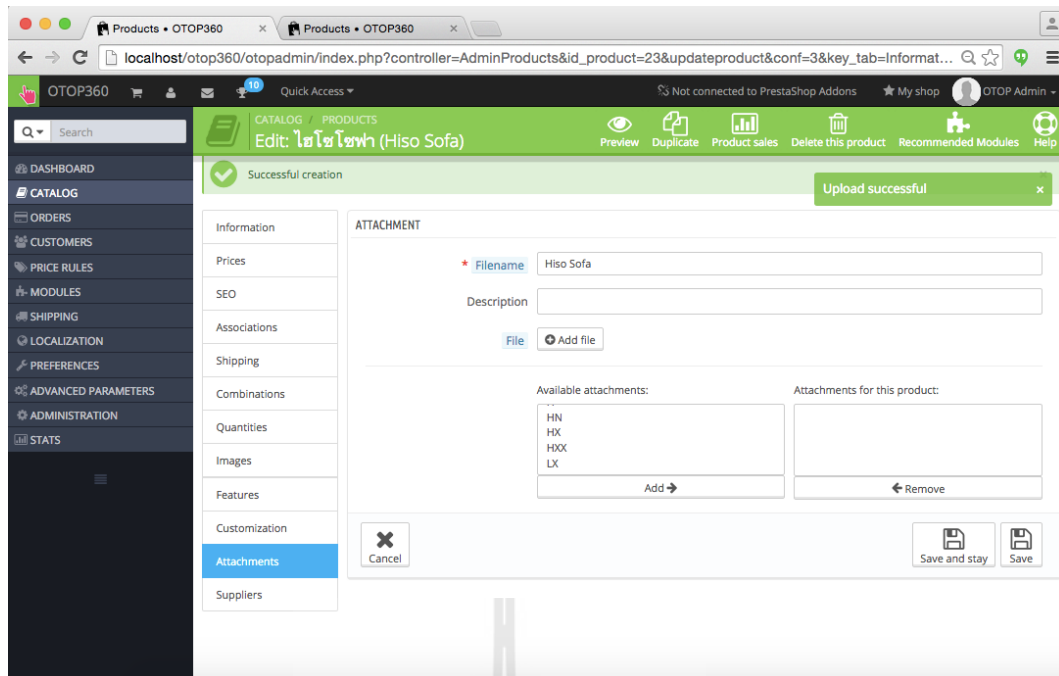 Products • OTOP360 × Products • OTOP360 ×
localhost/otop360/otopadmin/index.php?controller=AdminProducts&id_product=23&updateproduct&conf=3&key_tab=Informat...
OTOP360 10 Quick Access Not connected to PrestaShop Addons My shop OTOP Admin
Search
CATALOG / PRODUCTS
Edit: ไฮโซโซฟา (Hiso Sofa)
Preview Duplicate Product sales Delete this product Recommended Modules Help
Successful creation
Upload successful ×
DASHBOARD
CATALOG
ORDERS
CUSTOMERS
PRICE RULES
MODULES
SHIPPING
LOCALIZATION
PREFERENCES
ADVANCED PARAMETERS
ADMINISTRATION
STATS
Information
Prices
SEO
Associations
Shipping
Combinations
Quantities
Images
Features
Customization
Attachments
Suppliers
ATTACHMENT
* Filename Hiso Sofa
Description
File Add file
Available attachments: Attachments for this product:
HN
HX
HXX
LX
Add Remove
Cancel Save and stay Save